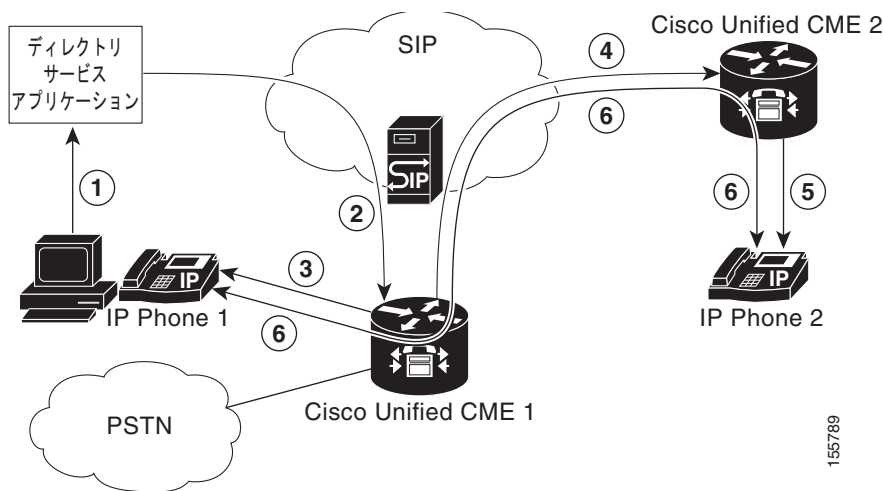 ディレクトリ
サービス
アプリケーション
SIP
Cisco Unified CME 2
4
6
1
SIP
2
6
5
3
IP
IP
IP Phone 1
6
IP Phone 2
Cisco Unified CME 1
PSTN
155789